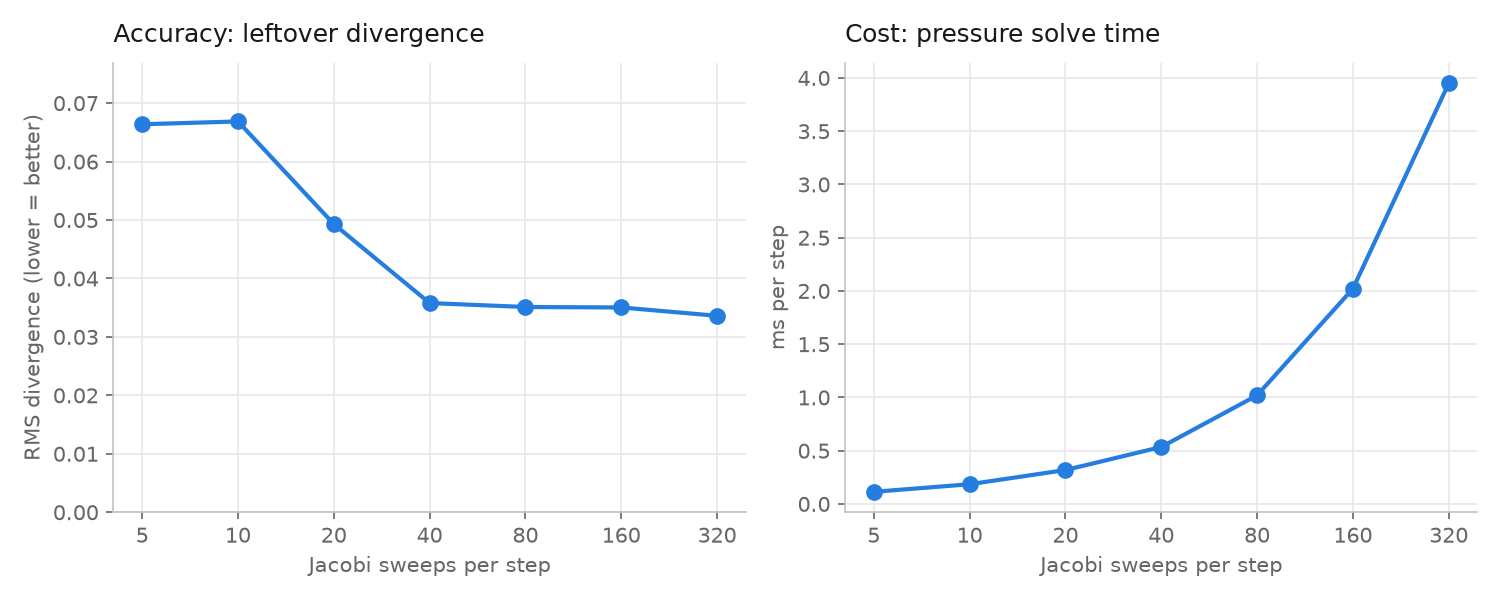 Accuracy: leftover divergence
RMS divergence (lower = better)
0.07
0.06
0.05
0.04
0.03
0.02
0.01
0.00
5 10 20 40 80 160 320
Jacobi sweeps per step
Cost: pressure solve time
ms per step
4.0
3.5
3.0
2.5
2.0
1.5
1.0
0.5
0.0
5 10 20 40 80 160 320
Jacobi sweeps per step